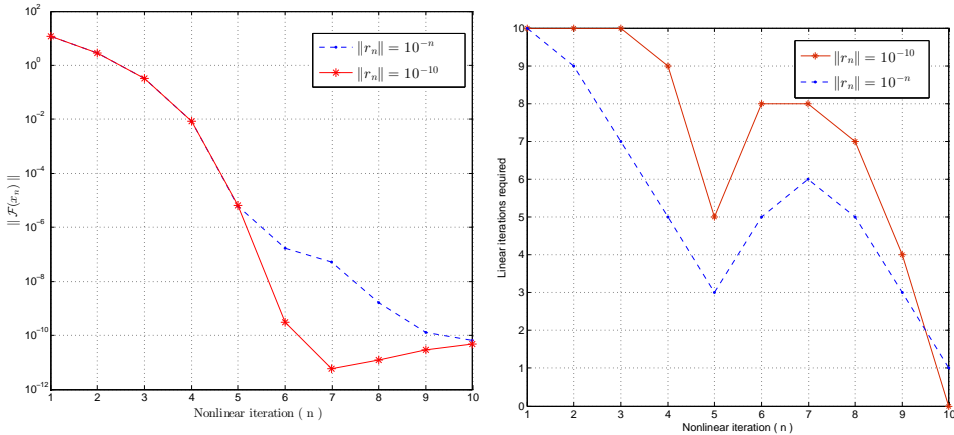 10^2
10^0
10^{-2}
10^{-4}
10^{-6}
10^{-8}
10^{-10}
10^{-12}
‖ F(x_n) ‖
‖r_n‖ = 10^{-n}
‖r_n‖ = 10^{-10}
1 2 3 4 5 6 7 8 9 10
Nonlinear iteration ( n )
10
9
8
7
6
5
4
3
2
1
0
Linear iterations required
‖r_n‖ = 10^{-10}
‖r_n‖ = 10^{-n}
1 2 3 4 5 6 7 8 9 10
Nonlinear iteration ( n )